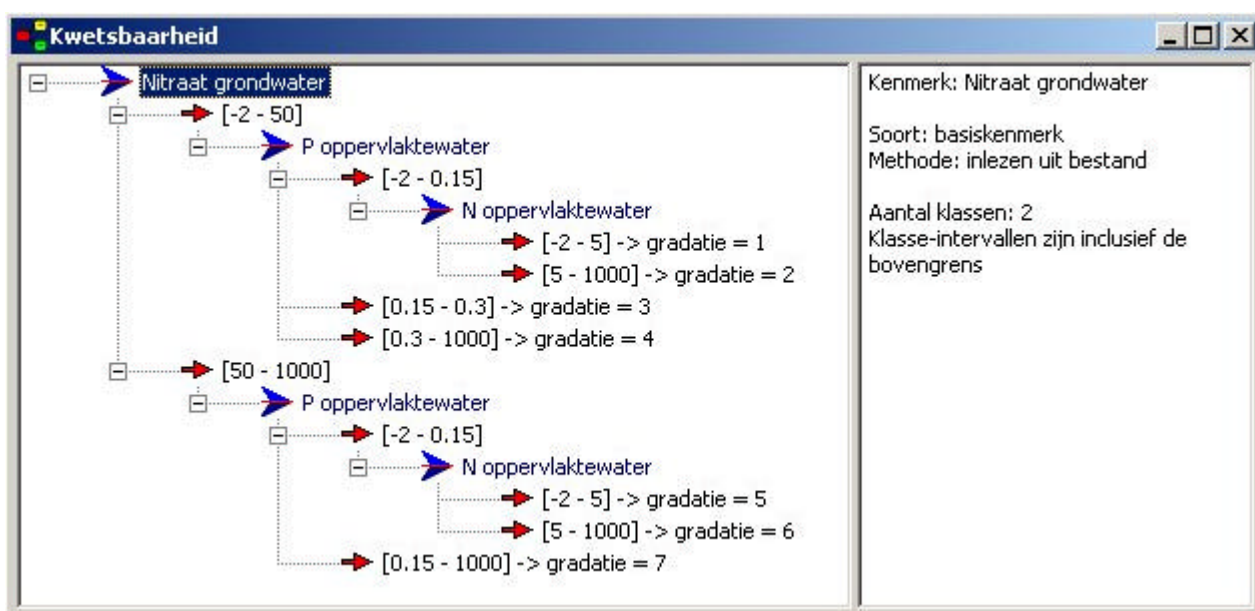 Kwetsbaarheid
Nitraat grondwater
[-2 - 50]
P oppervlaktewater
[-2 - 0.15]
N oppervlaktewater
[-2 - 5] -> gradatie = 1
[5 - 1000] -> gradatie = 2
[0.15 - 0.3] -> gradatie = 3
[0.3 - 1000] -> gradatie = 4
[50 - 1000]
P oppervlaktewater
[-2 - 0.15]
N oppervlaktewater
[-2 - 5] -> gradatie = 5
[5 - 1000] -> gradatie = 6
[0.15 - 1000] -> gradatie = 7
Kenmerk: Nitraat grondwater
Soort: basiskenmerk
Methode: inlezen uit bestand
Aantal klassen: 2
Klasse-intervallen zijn inclusief de
bovengrens